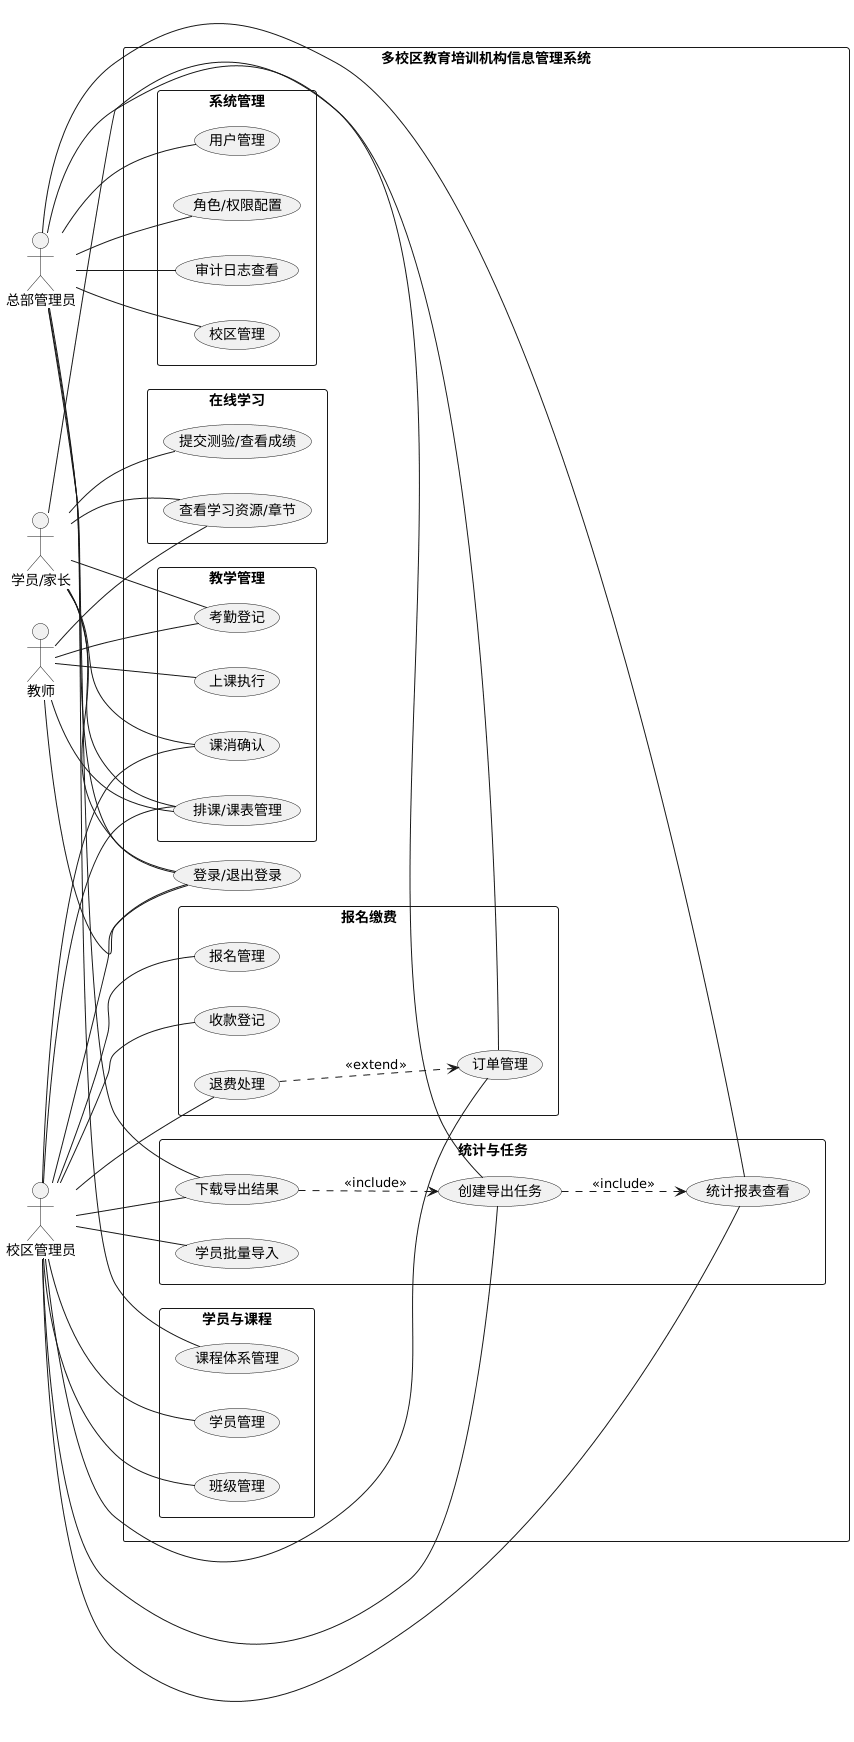 多校区教育培训机构信息管理系统
系统管理
用户管理
角色/权限配置
审计日志查看
校区管理
总部管理员
在线学习
提交测验/查看成绩
查看学习资源/章节
学员/家长
教学管理
考勤登记
上课执行
课消确认
排课/课表管理
教师
登录/退出登录
报名缴费
报名管理
收款登记
退费处理
«extend»
订单管理
统计与任务
下载导出结果
«include»
创建导出任务
«include»
统计报表查看
学员批量导入
校区管理员
学员与课程
课程体系管理
学员管理
班级管理